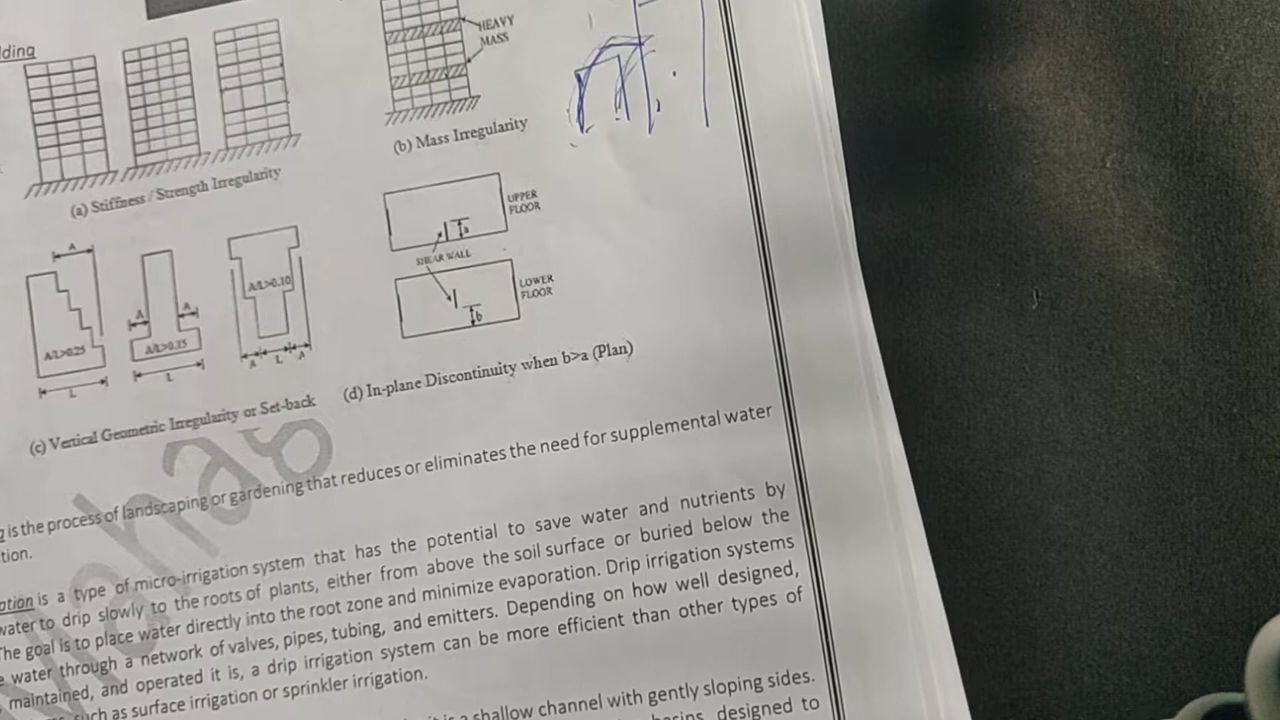 lding
HEAVY
MASS
(a) Stiffness / Strength Irregularity
(b) Mass Irregularity
A
A/L>0.25
L
A
A
A/L>0.15
L
A/L>0.10
A
L
A
(c) Vertical Geometric Irregularity or Set-back
UPPER
FLOOR
a
SHEAR WALL
LOWER
FLOOR
b
(d) In-plane Discontinuity when b>a (Plan)
g is the process of landscaping or gardening that reduces or eliminates the need for supplemental water
tion.
ation is a type of micro-irrigation system that has the potential to save water and nutrients by
water to drip slowly to the roots of plants, either from above the soil surface or buried below the
The goal is to place water directly into the root zone and minimize evaporation. Drip irrigation systems
e water through a network of valves, pipes, tubing, and emitters. Depending on how well designed,
maintained, and operated it is, a drip irrigation system can be more efficient than other types of
such as surface irrigation or sprinkler irrigation.
is a shallow channel with gently sloping sides.
designed to